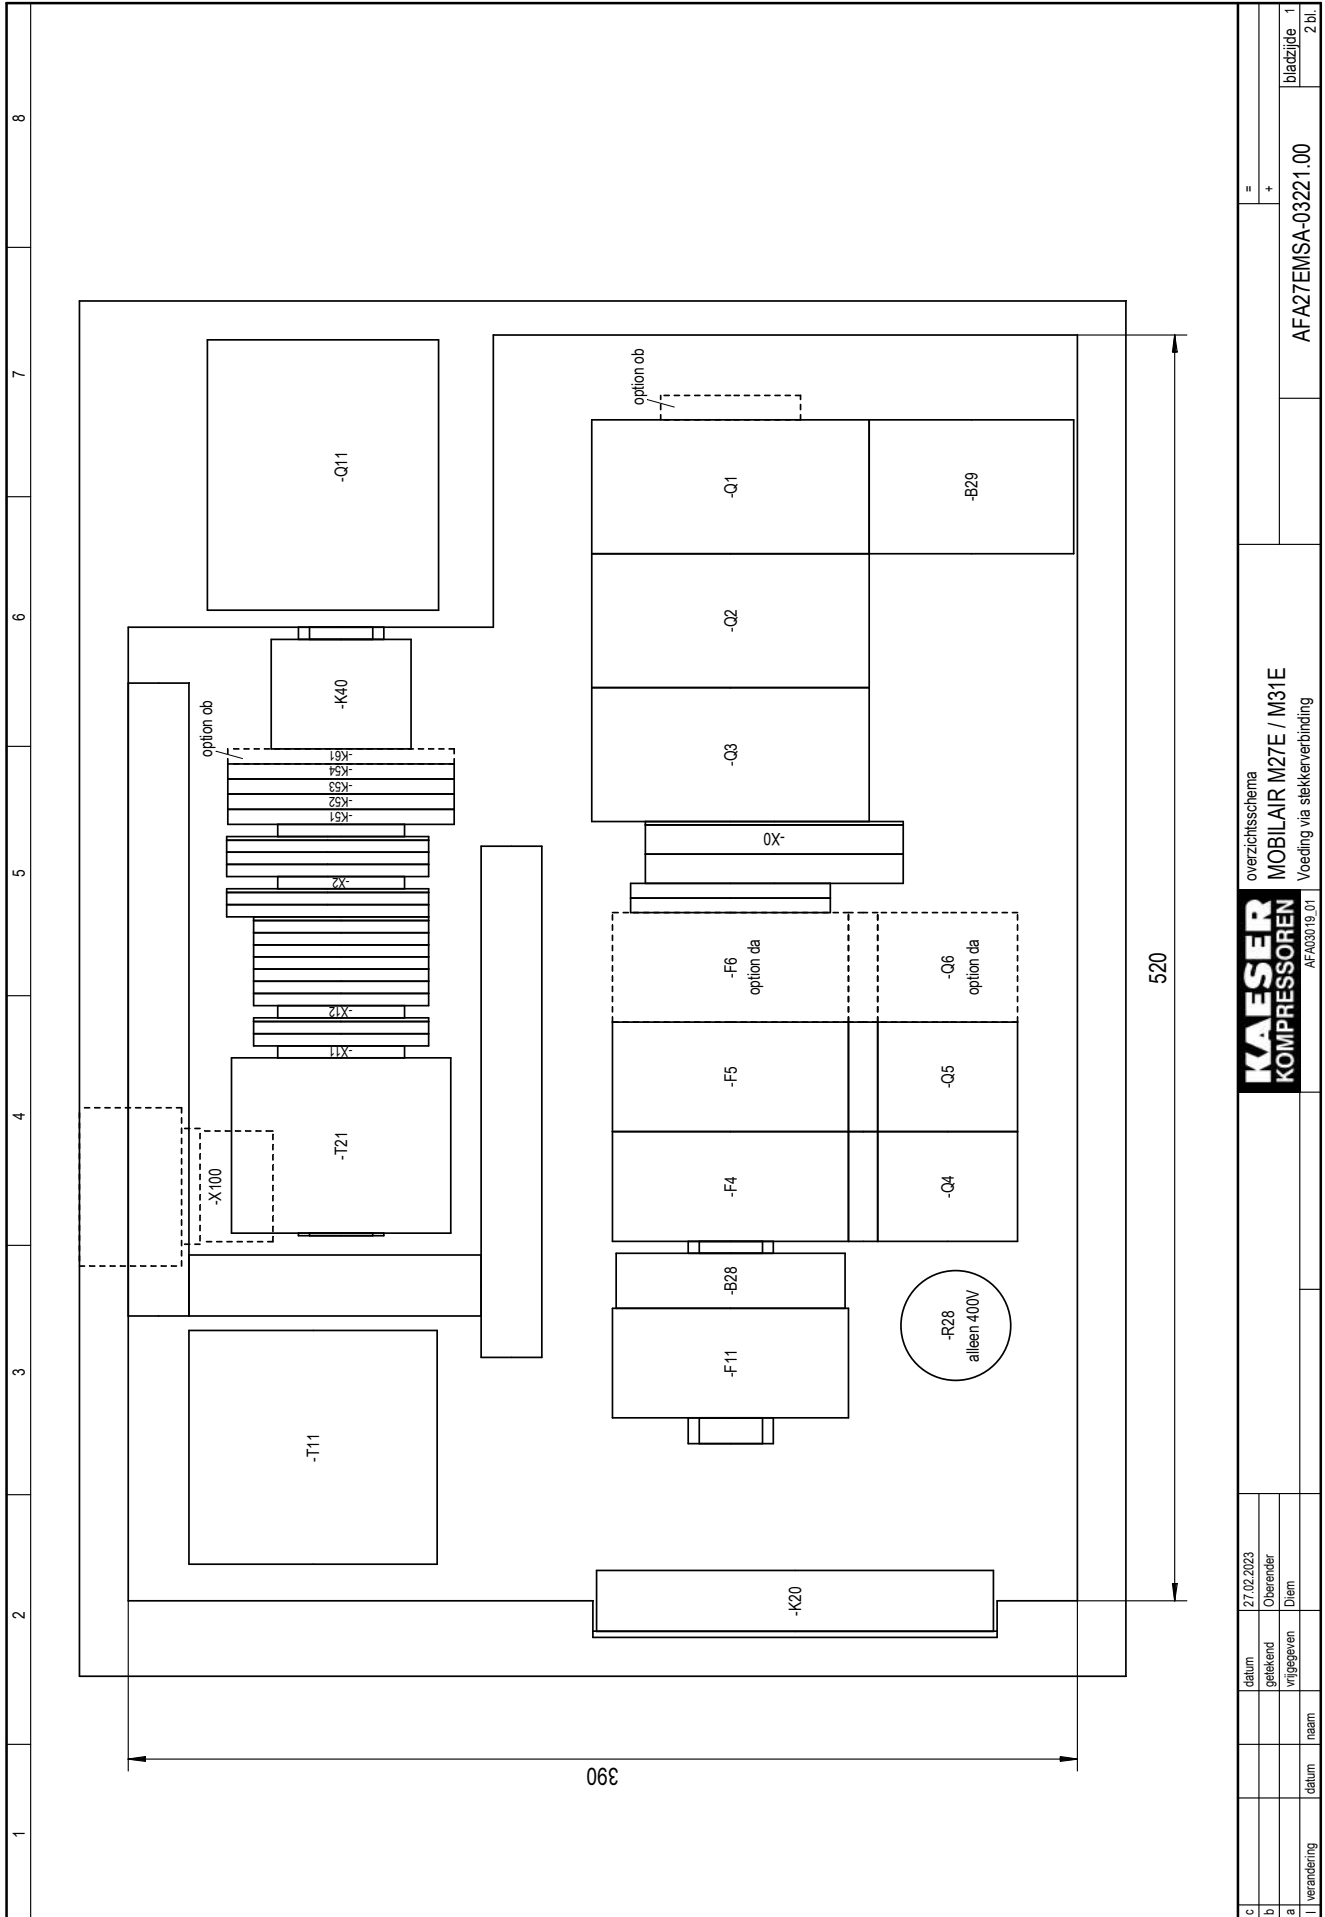 1
2
3
4
5
6
7
8
-Q11
-K40
option ob
-K61
-K54
-K53
-K52
-K51
-X2
-X12
-X11
-T21
-X100
-T11
option ob
-Q1
-B29
-Q2
-Q3
-X0
-F6
option da
-Q6
option da
-F5
-Q5
-F4
-Q4
-B28
-F11
-R28
alleen 400V
-K20
520
390
c
b
a
verandering
datum
naam
datum
27.02.2023
getekend
Oberender
vrijgegeven
Diem
KAESER
KOMPRESSOREN
AFA03019_01
overzichtsschema
MOBILAIR M27E / M31E
Voeding via stekkerverbinding
=
+
AFA27EMSA-03221.00
bladzijde 1
2 bl.